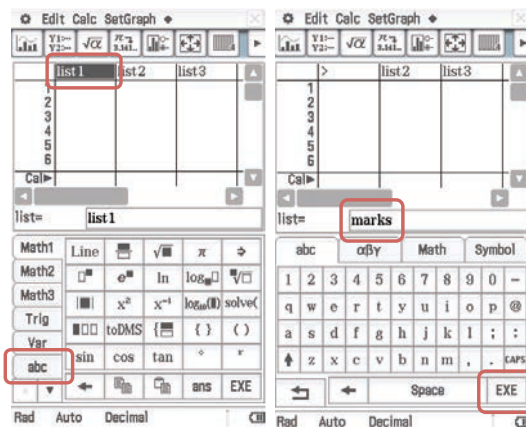 Edit Calc SetGraph
list1 list2 list3
1
2
3
4
5
6
Cal
list= list1
Math1 Line √ π ⇒
Math2 e ln log √
Math3 x² x⁻¹ log₁₀( solve(
Trig toDMS { { } ( )
Var sin cos tan ° r
abc
ans EXE
Rad Auto Decimal
Edit Calc SetGraph
> list2 list3
1
2
3
4
5
6
Cal
list= marks
abc αβγ Math Symbol
1 2 3 4 5 6 7 8 9 0 −
q w e r t y u i o p @
a s d f g h j k l ; :
z x c v b n m , . CAPS
Space EXE
Rad Auto Decimal